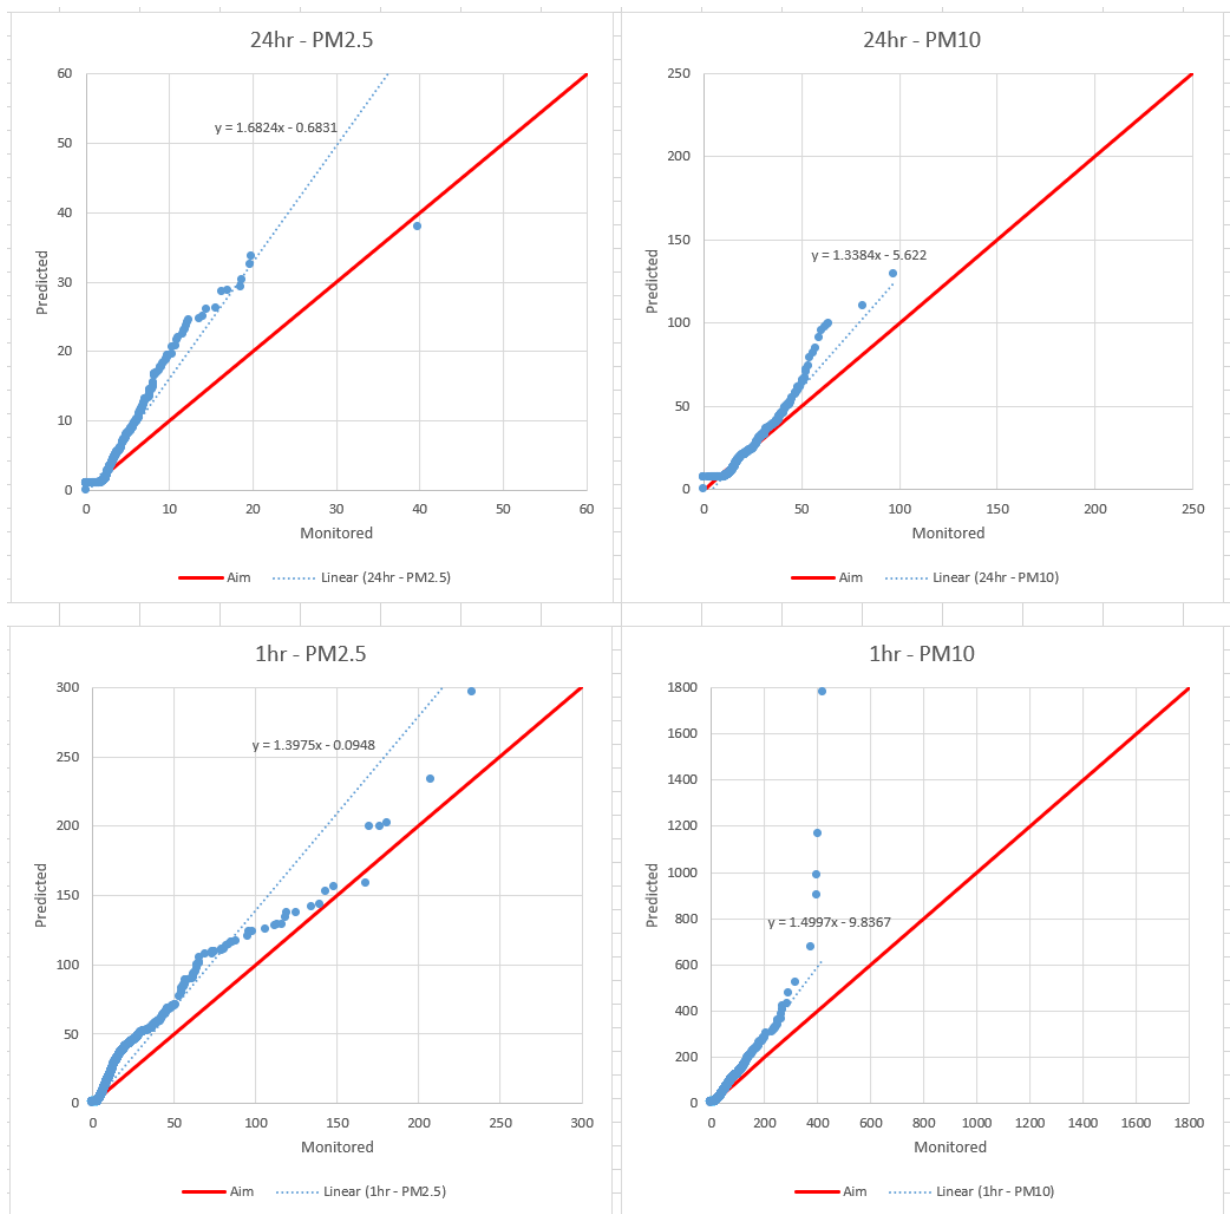 24hr - PM2.5
60
50
40
30
20
10
0
y = 1.6824x - 0.6831
Predicted
0 10 20 30 40 50 60
Monitored
Aim Linear (24hr - PM2.5)
24hr - PM10
250
200
150
100
50
0
y = 1.3384x - 5.622
Predicted
0 50 100 150 200 250
Monitored
Aim Linear (24hr - PM10)
1hr - PM2.5
300
250
200
150
100
50
0
y = 1.3975x - 0.0948
Predicted
0 50 100 150 200 250 300
Monitored
Aim Linear (1hr - PM2.5)
1hr - PM10
1800
1600
1400
1200
1000
800
600
400
200
0
y = 1.4997x - 9.8367
Predicted
0 200 400 600 800 1000 1200 1400 1600 1800
Monitored
Aim Linear (1hr - PM10)